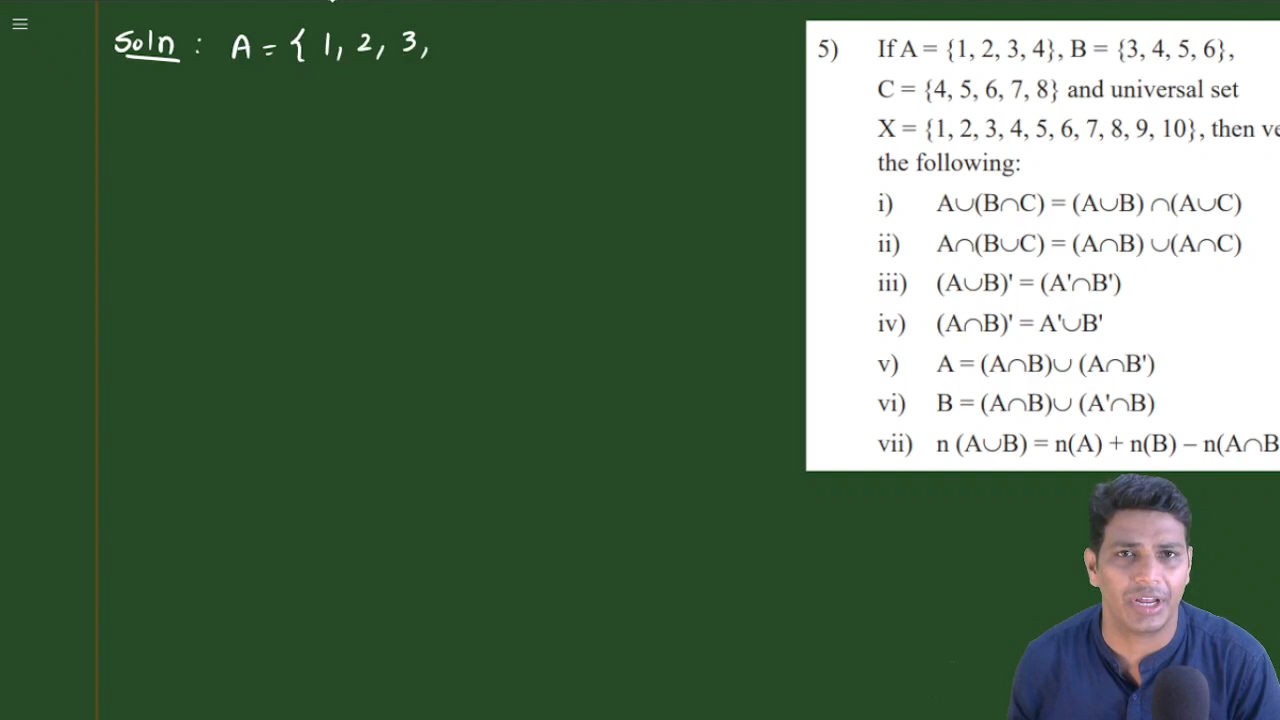 Soln : A = { 1, 2, 3,
5) If A = {1, 2, 3, 4}, B = {3, 4, 5, 6},
C = {4, 5, 6, 7, 8} and universal set
X = {1, 2, 3, 4, 5, 6, 7, 8, 9, 10}, then ve
the following:
i) A∪(B∩C) = (A∪B) ∩(A∪C)
ii) A∩(B∪C) = (A∩B) ∪(A∩C)
iii) (A∪B)' = (A'∩B')
iv) (A∩B)' = A'∪B'
v) A = (A∩B)∪ (A∩B')
vi) B = (A∩B)∪ (A'∩B)
vii) n (A∪B) = n(A) + n(B) – n(A∩B